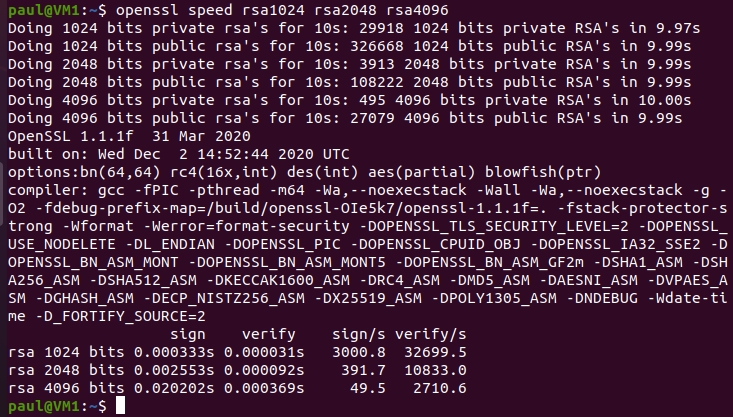 paul@VM1:~$ openssl speed rsa1024 rsa2048 rsa4096
Doing 1024 bits private rsa's for 10s: 29918 1024 bits private RSA's in 9.97s
Doing 1024 bits public rsa's for 10s: 326668 1024 bits public RSA's in 9.99s
Doing 2048 bits private rsa's for 10s: 3913 2048 bits private RSA's in 9.99s
Doing 2048 bits public rsa's for 10s: 108222 2048 bits public RSA's in 9.99s
Doing 4096 bits private rsa's for 10s: 495 4096 bits private RSA's in 10.00s
Doing 4096 bits public rsa's for 10s: 27079 4096 bits public RSA's in 9.99s
OpenSSL 1.1.1f  31 Mar 2020
built on: Wed Dec  2 14:52:44 2020 UTC
options:bn(64,64) rc4(16x,int) des(int) aes(partial) blowfish(ptr)
compiler: gcc -fPIC -pthread -m64 -Wa,--noexecstack -Wall -Wa,--noexecstack -g -
O2 -fdebug-prefix-map=/build/openssl-OIe5k7/openssl-1.1.1f=. -fstack-protector-s
trong -Wformat -Werror=format-security -DOPENSSL_TLS_SECURITY_LEVEL=2 -DOPENSSL_
USE_NODELETE -DL_ENDIAN -DOPENSSL_PIC -DOPENSSL_CPUID_OBJ -DOPENSSL_IA32_SSE2 -D
OPENSSL_BN_ASM_MONT -DOPENSSL_BN_ASM_MONT5 -DOPENSSL_BN_ASM_GF2m -DSHA1_ASM -DSH
A256_ASM -DSHA512_ASM -DKECCAK1600_ASM -DRC4_ASM -DMD5_ASM -DAESNI_ASM -DVPAES_A
SM -DGHASH_ASM -DECP_NISTZ256_ASM -DX25519_ASM -DPOLY1305_ASM -DNDEBUG -Wdate-ti
me -D_FORTIFY_SOURCE=2
                  sign    verify    sign/s verify/s
rsa 1024 bits 0.000333s 0.000031s   3000.8  32699.5
rsa 2048 bits 0.002553s 0.000092s    391.7  10833.0
rsa 4096 bits 0.020202s 0.000369s     49.5   2710.6
paul@VM1:~$